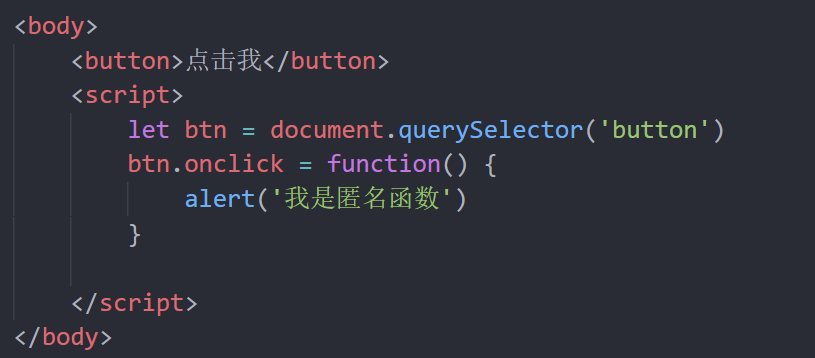 <body>
    <button>点击我</button>
    <script>
        let btn = document.querySelector('button')
        btn.onclick = function() {
            alert('我是匿名函数')
        }
    </script>
</body>